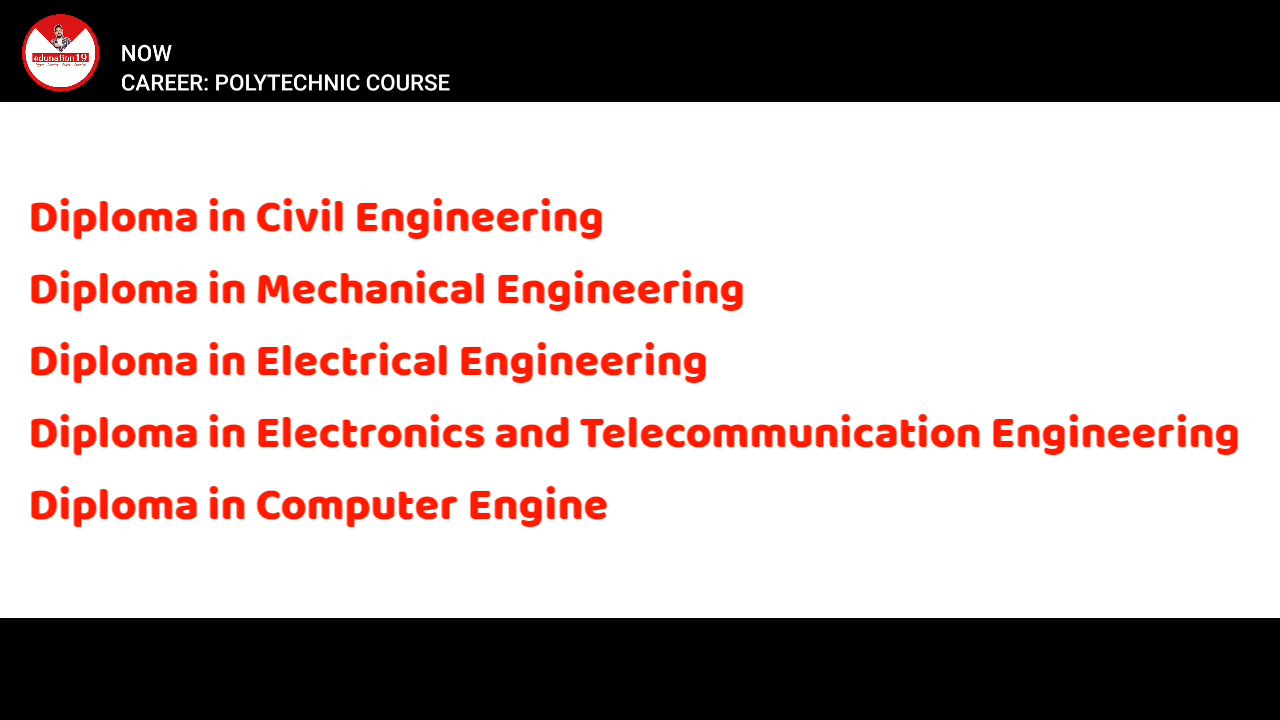 edunation19
NOW
CAREER: POLYTECHNIC COURSE
Diploma in Civil Engineering
Diploma in Mechanical Engineering
Diploma in Electrical Engineering
Diploma in Electronics and Telecommunication Engineering
Diploma in Computer Engine